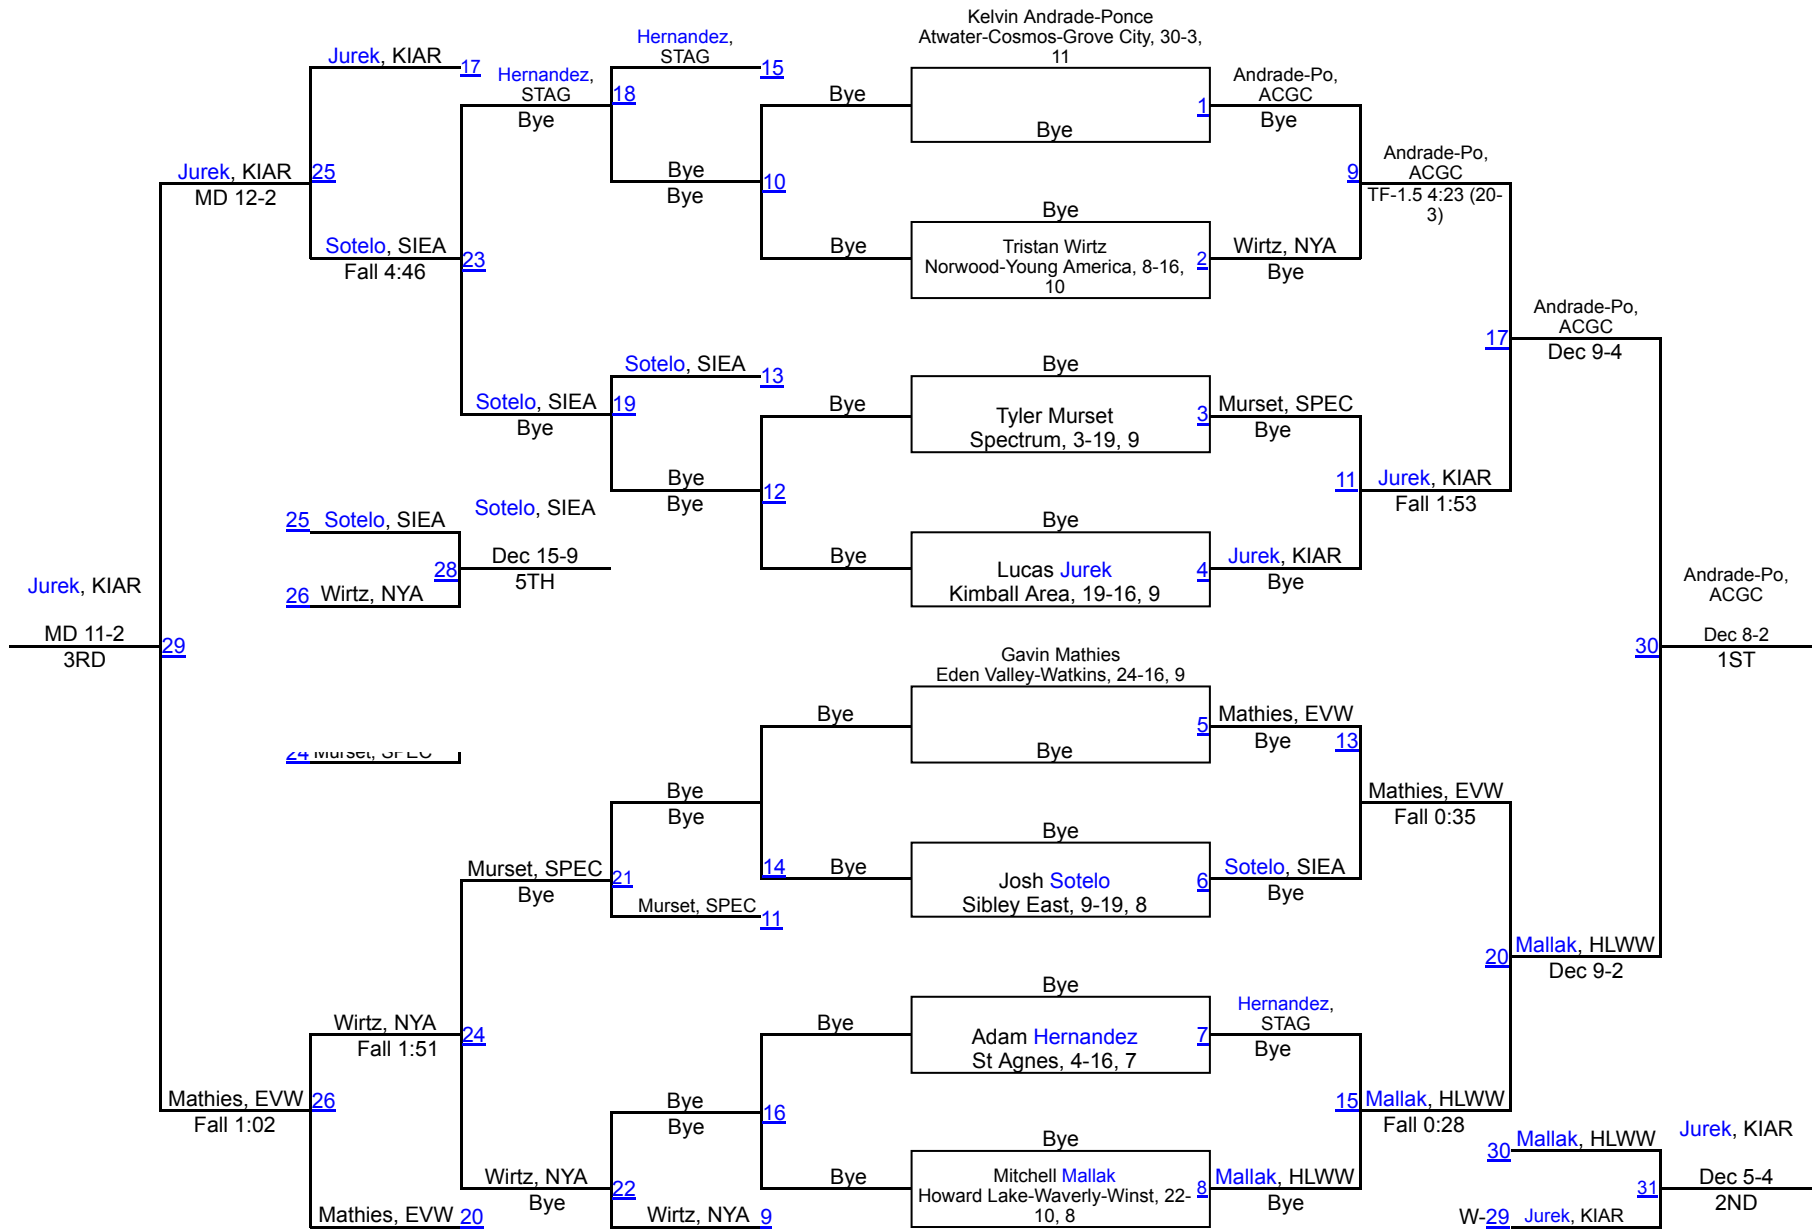 Kelvin Andrade-Ponce
Atwater-Cosmos-Grove City, 30-3,
11
Hernandez,
STAG
15
Jurek, KIAR
17
Hernandez,
STAG
Bye
18
Bye
1
Bye
Andrade-Po,
ACGC
Bye
Jurek, KIAR
MD 12-2
25
Bye
Bye
10
9
Andrade-Po,
ACGC
TF-1.5 4:23 (20-
3)
Sotelo, SIEA
Fall 4:46
23
Bye
Bye
Tristan Wirtz
Norwood-Young America, 8-16,
10
2
Wirtz, NYA
Bye
17
Andrade-Po,
ACGC
Dec 9-4
Sotelo, SIEA
13
Sotelo, SIEA
Bye
19
Bye
Bye
Tyler Murset
Spectrum, 3-19, 9
3
Murset, SPEC
Bye
Bye
Bye
12
11
Jurek, KIAR
Fall 1:53
25
Sotelo, SIEA
Sotelo, SIEA
28
Dec 15-9
5TH
26
Wirtz, NYA
Bye
Bye
Lucas Jurek
Kimball Area, 19-16, 9
4
Jurek, KIAR
Bye
Jurek, KIAR
MD 11-2
3RD
29
Andrade-Po,
ACGC
30
Dec 8-2
1ST
Gavin Mathies
Eden Valley-Watkins, 24-16, 9
Bye
5
Bye
Mathies, EVW
Bye
13
24 Murset, SPEC
Bye
Bye
Mathies, EVW
Fall 0:35
Murset, SPEC
Bye
21
14
Bye
Bye
Josh Sotelo
Sibley East, 9-19, 8
6
Sotelo, SIEA
Bye
Murset, SPEC
11
20
Mallak, HLWW
Dec 9-2
Wirtz, NYA
Fall 1:51
24
Bye
Bye
Adam Hernandez
St Agnes, 4-16, 7
7
Hernandez,
STAG
Bye
Mathies, EVW
Fall 1:02
26
Bye
Bye
16
15
Mallak, HLWW
Fall 0:28
Wirtz, NYA
Bye
22
Bye
Bye
Mitchell Mallak
Howard Lake-Waverly-Winst, 22-
10, 8
8
Mallak, HLWW
Bye
Mathies, EVW
20
Wirtz, NYA
9
30
Mallak, HLWW
Jurek, KIAR
31
Dec 5-4
2ND
W-29
Jurek, KIAR